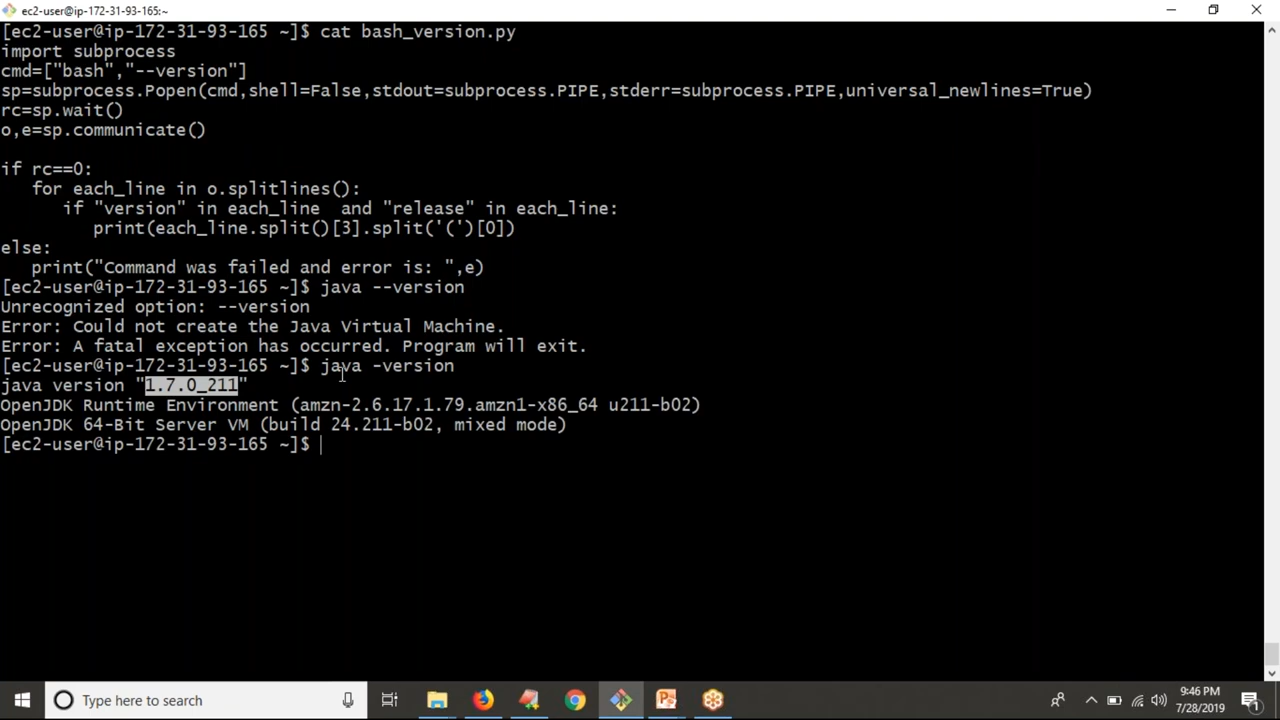 ec2-user@ip-172-31-93-165:~
[ec2-user@ip-172-31-93-165 ~]$ cat bash_version.py
import subprocess
cmd=["bash","--version"]
sp=subprocess.Popen(cmd,shell=False,stdout=subprocess.PIPE,stderr=subprocess.PIPE,universal_newlines=True)
rc=sp.wait()
o,e=sp.communicate()
if rc==0:
for each_line in o.splitlines():
if "version" in each_line  and "release" in each_line:
print(each_line.split()[3].split('(')[0])
else:
print("Command was failed and error is: ",e)
[ec2-user@ip-172-31-93-165 ~]$ java --version
Unrecognized option: --version
Error: Could not create the Java Virtual Machine.
Error: A fatal exception has occurred. Program will exit.
[ec2-user@ip-172-31-93-165 ~]$ java -version
java version "1.7.0_211"
OpenJDK Runtime Environment (amzn-2.6.17.1.79.amzn1-x86_64 u211-b02)
OpenJDK 64-Bit Server VM (build 24.211-b02, mixed mode)
[ec2-user@ip-172-31-93-165 ~]$
Type here to search
9:46 PM
7/28/2019
1